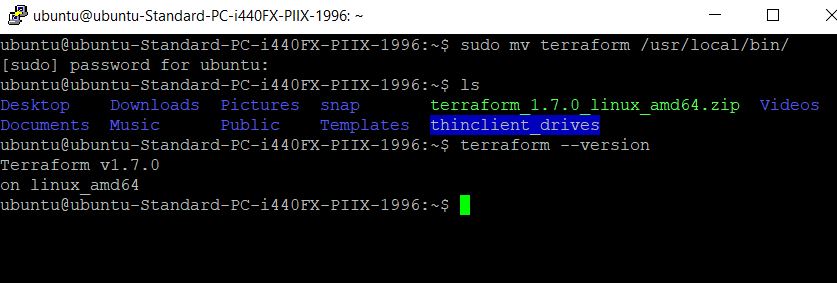 ubuntu@ubuntu-Standard-PC-i440FX-PIIX-1996: ~
ubuntu@ubuntu-Standard-PC-i440FX-PIIX-1996:~$ sudo mv terraform /usr/local/bin/
[sudo] password for ubuntu:
ubuntu@ubuntu-Standard-PC-i440FX-PIIX-1996:~$ ls
Desktop    Downloads  Pictures  snap       terraform_1.7.0_linux_amd64.zip  Videos
Documents  Music      Public    Templates  thinclient_drives
ubuntu@ubuntu-Standard-PC-i440FX-PIIX-1996:~$ terraform --version
Terraform v1.7.0
on linux_amd64
ubuntu@ubuntu-Standard-PC-i440FX-PIIX-1996:~$